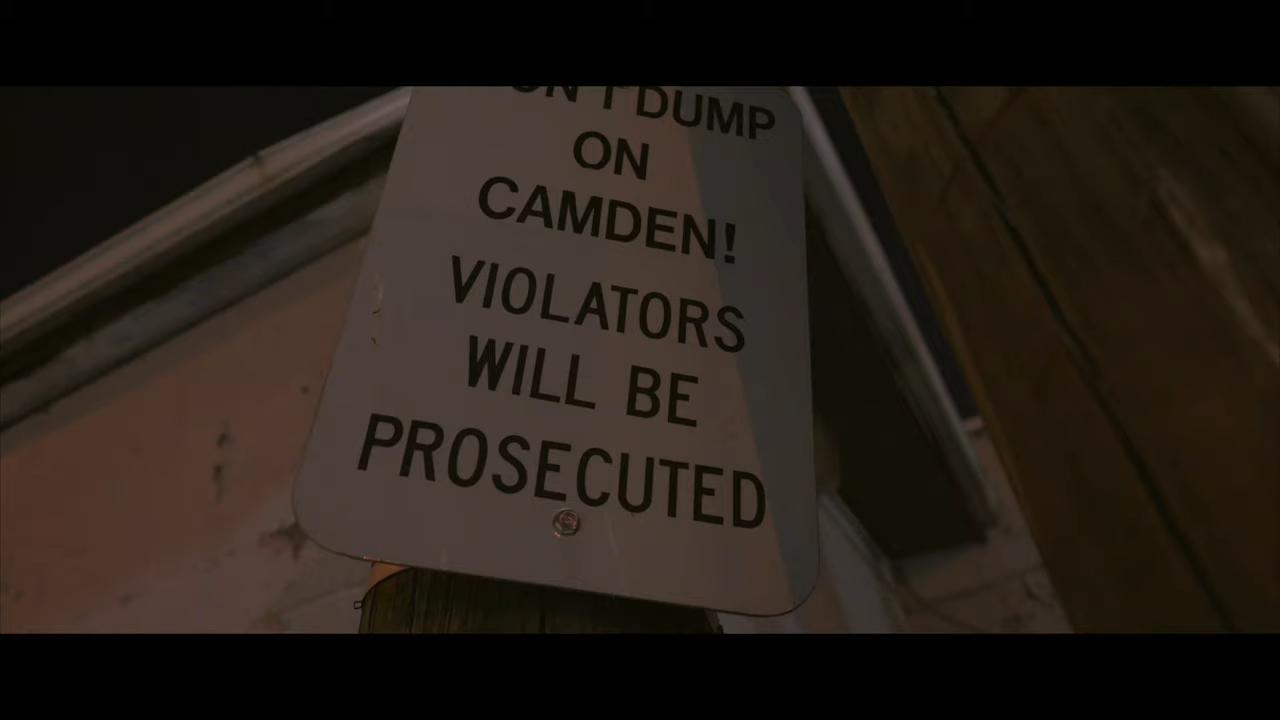 DUMP
ON
CAMDEN!
VIOLATORS
WILL BE
PROSECUTED